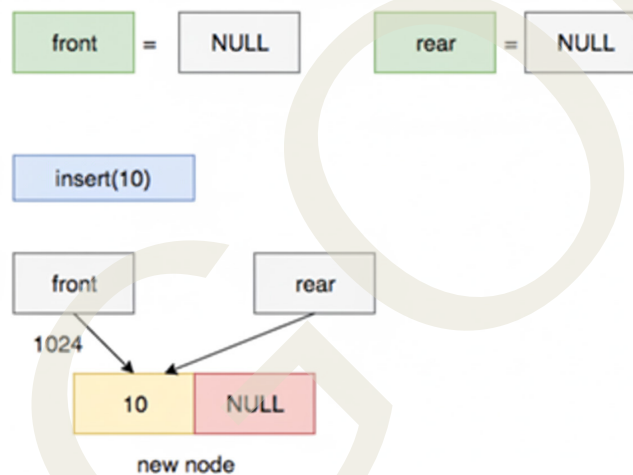 front = NULL rear = NULL
insert(10)
front rear
1024
10 NULL
new node